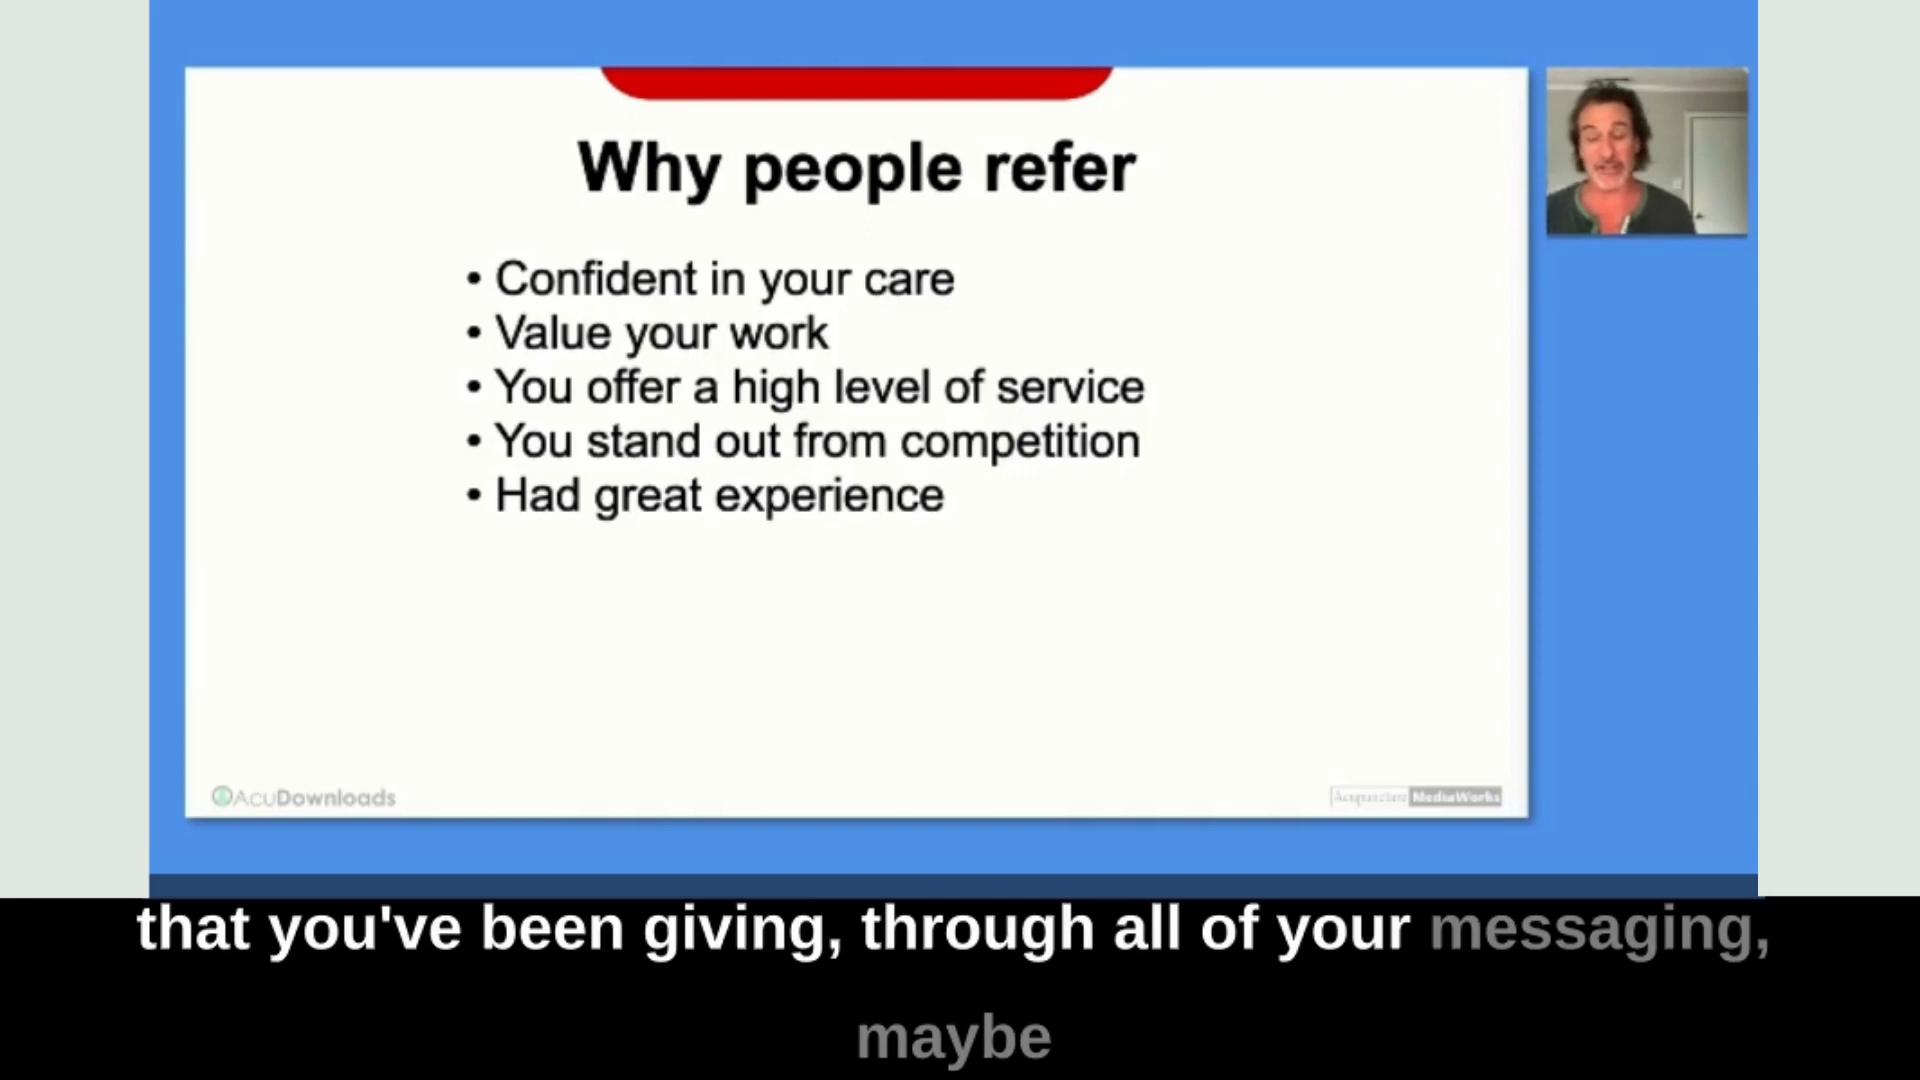 Why people refer
• Confident in your care
• Value your work
• You offer a high level of service
• You stand out from competition
• Had great experience
AcuDownloads
Acupuncture MediaWorks
that you've been giving, through all of your messaging,
maybe